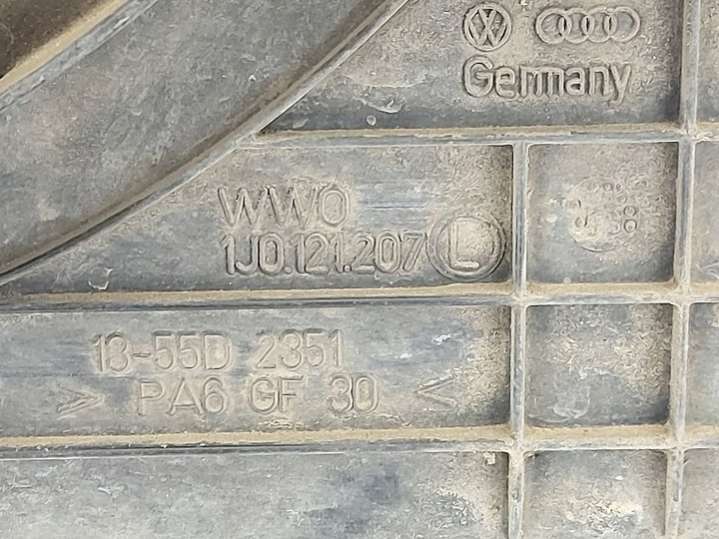 Germany
WWO
1J0.121.207 L
13-55D 2351
> PA6 GF 30 <